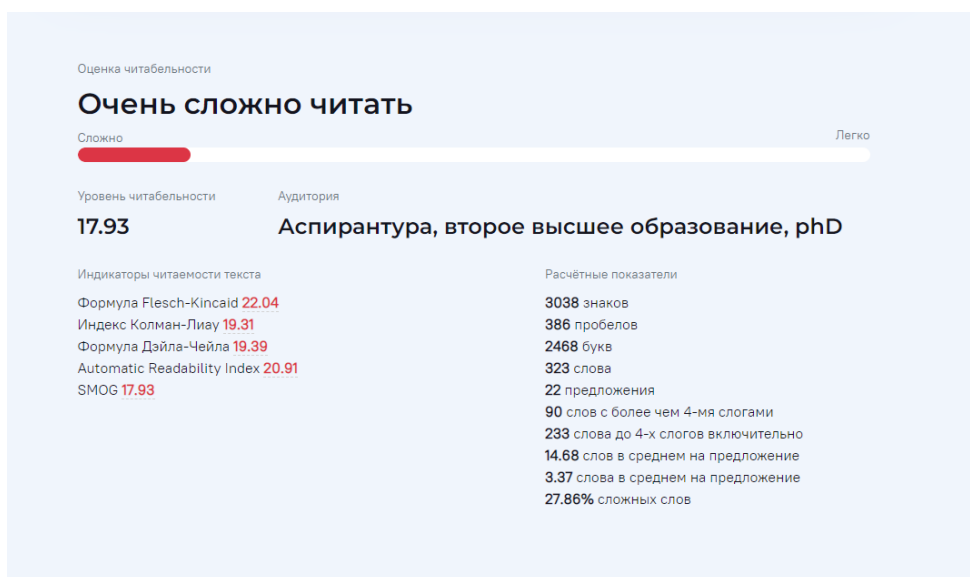 Оценка читабельности
Очень сложно читать
Сложно
Легко
Уровень читабельности
Аудитория
17.93
Аспирантура, второе высшее образование, phD
Индикаторы читаемости текста
Формула Flesch-Kincaid 22.04
Индекс Колман-Лиау 19.31
Формула Дэйла-Чейла 19.39
Automatic Readability Index 20.91
SMOG 17.93
Расчётные показатели
3038 знаков
386 пробелов
2468 букв
323 слова
22 предложения
90 слов с более чем 4-мя слогами
233 слова до 4-х слогов включительно
14.68 слов в среднем на предложение
3.37 слова в среднем на предложение
27.86% сложных слов